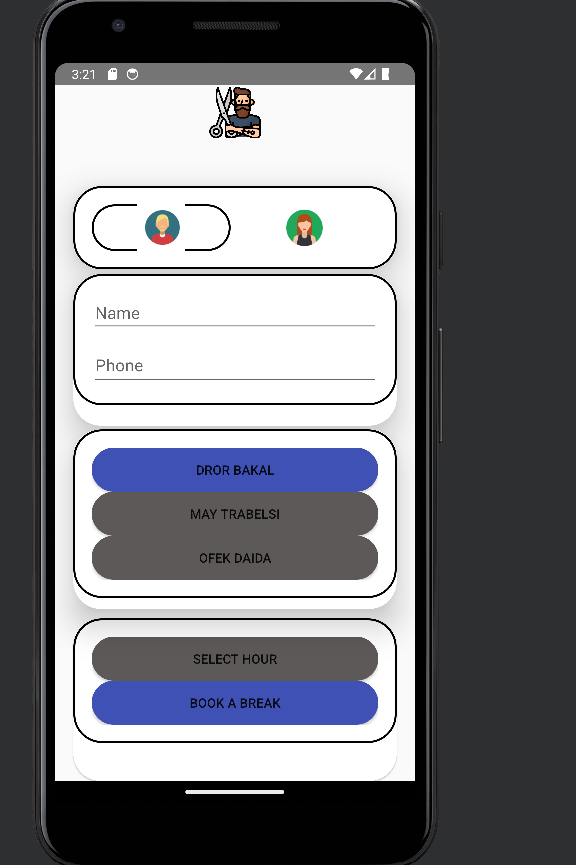 3:21
Name
Phone
DROR BAKAL
MAY TRABELSI
OFEK DAIDA
SELECT HOUR
BOOK A BREAK